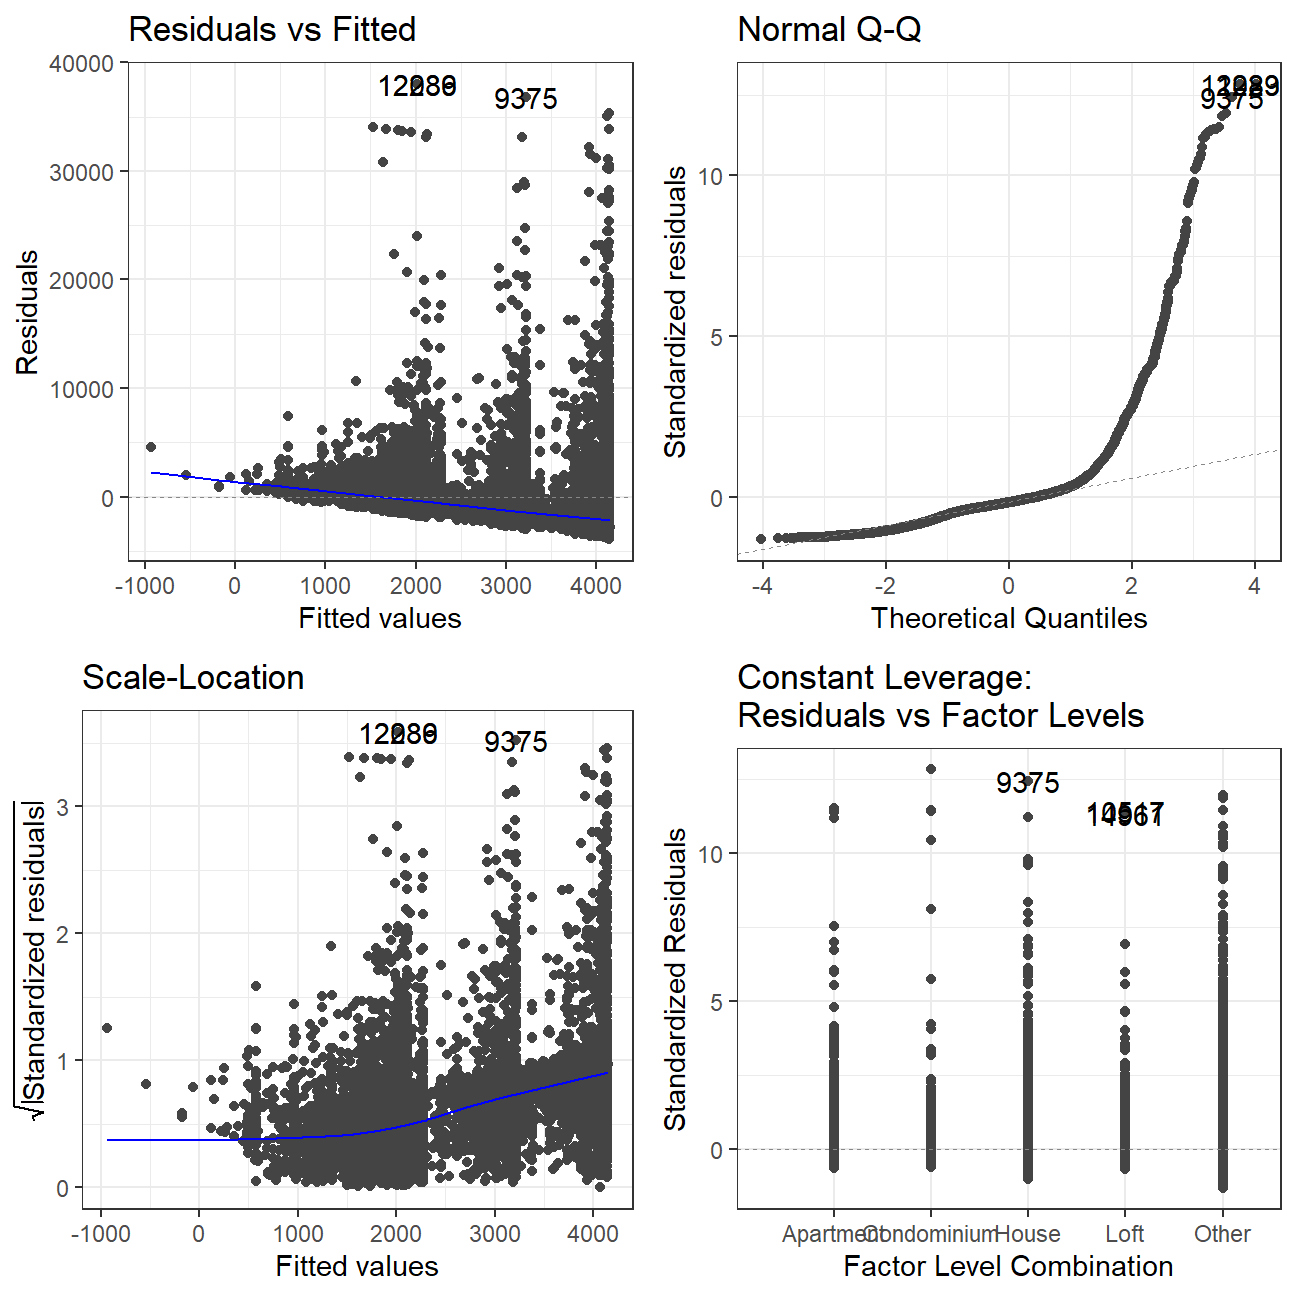 Residuals vs Fitted
40000
30000
20000
10000
0
Residuals
-1000 0 1000 2000 3000 4000
Fitted values
9375
Normal Q-Q
10
5
0
Standardized residuals
-4 -2 0 2 4
Theoretical Quantiles
9375
Scale-Location
3
2
1
0
√|Standardized residuals|
-1000 0 1000 2000 3000 4000
Fitted values
9375
Constant Leverage:
Residuals vs Factor Levels
10
5
0
Standardized Residuals
9375
Apartment Condominium House Loft Other
Factor Level Combination